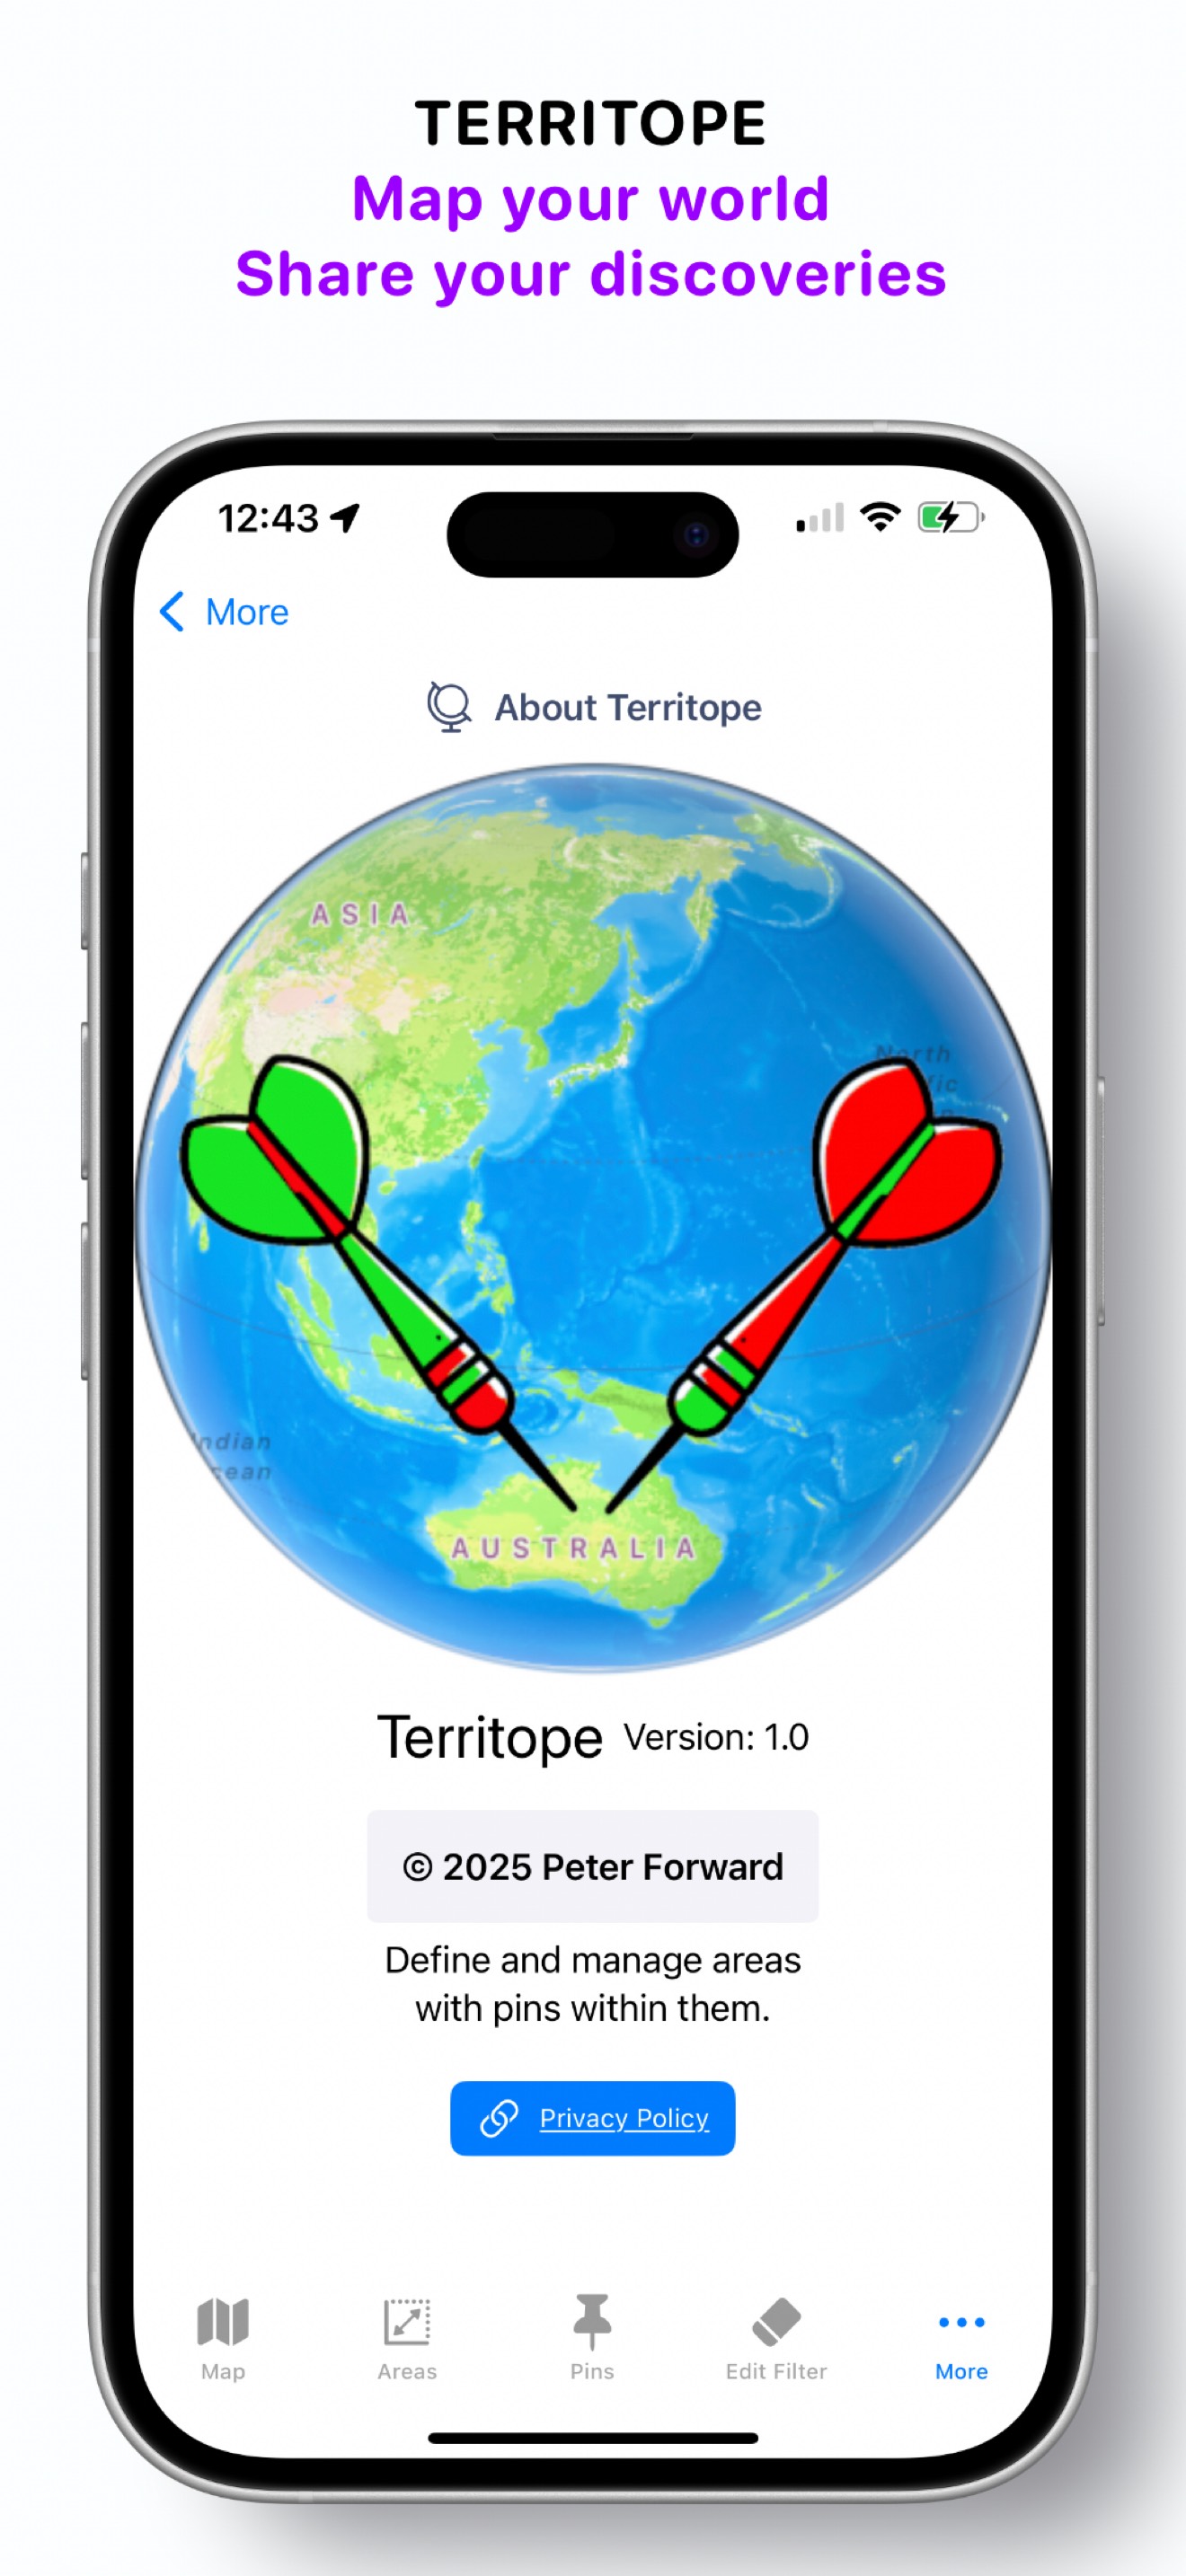 TERRITOPE
Map your world
Share your discoveries
12:43
More
About Territope
ASIA
North
Indian
AUSTRALIA
Territope Version: 1.0
© 2025 Peter Forward
Define and manage areas
with pins within them.
Privacy Policy
Map Areas Pins Edit Filter More